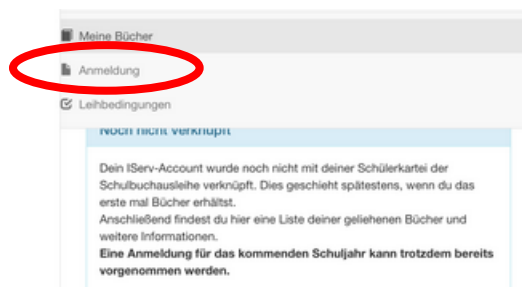 Meine Bücher
Anmeldung
Leihbedingungen
Noch nicht verknüpft
Dein IServ-Account wurde noch nicht mit deiner Schülerkartei der
Schulbuchausleihe verknüpft. Dies geschieht spätestens, wenn du das
erste mal Bücher erhältst.
Anschließend findest du hier eine Liste deiner geliehenen Bücher und
weitere Informationen.
Eine Anmeldung für das kommenden Schuljahr kann trotzdem bereits
vorgenommen werden.